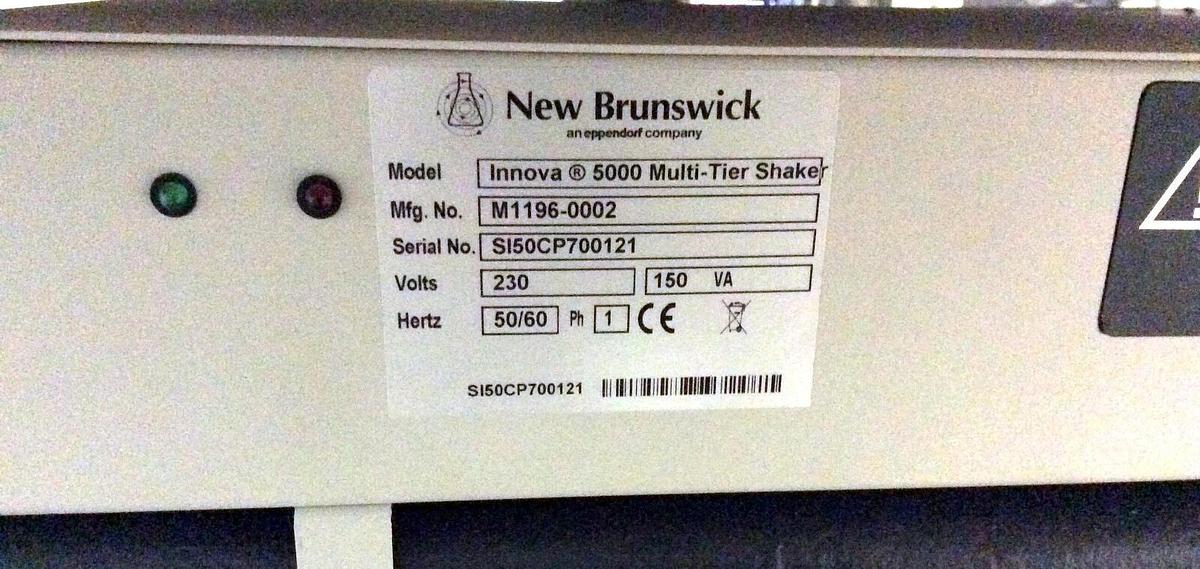 New Brunswick
an eppendorf company
Model Innova ® 5000 Multi-Tier Shaker
Mfg. No. M1196-0002
Serial No. SI50CP700121
Volts 230 150 VA
Hertz 50/60 Ph 1 CE
SI50CP700121